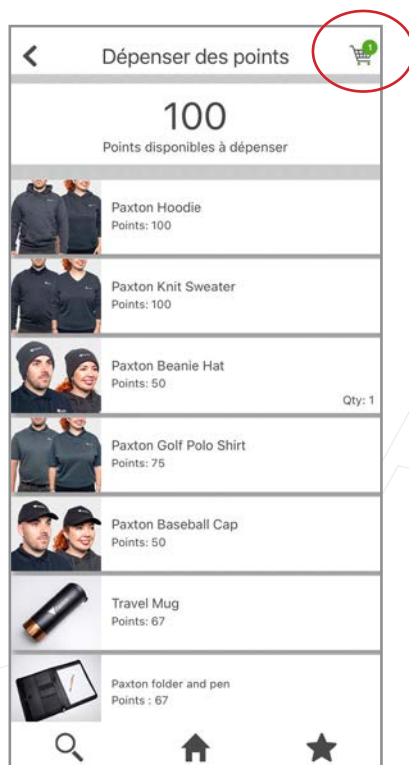 Dépenser des points
1
100
Points disponibles à dépenser
Paxton Hoodie
Points: 100
Paxton Knit Sweater
Points: 100
Paxton Beanie Hat
Points: 50
Qty: 1
Paxton Golf Polo Shirt
Points: 75
Paxton Baseball Cap
Points: 50
Travel Mug
Points: 67
Paxton folder and pen
Points : 67